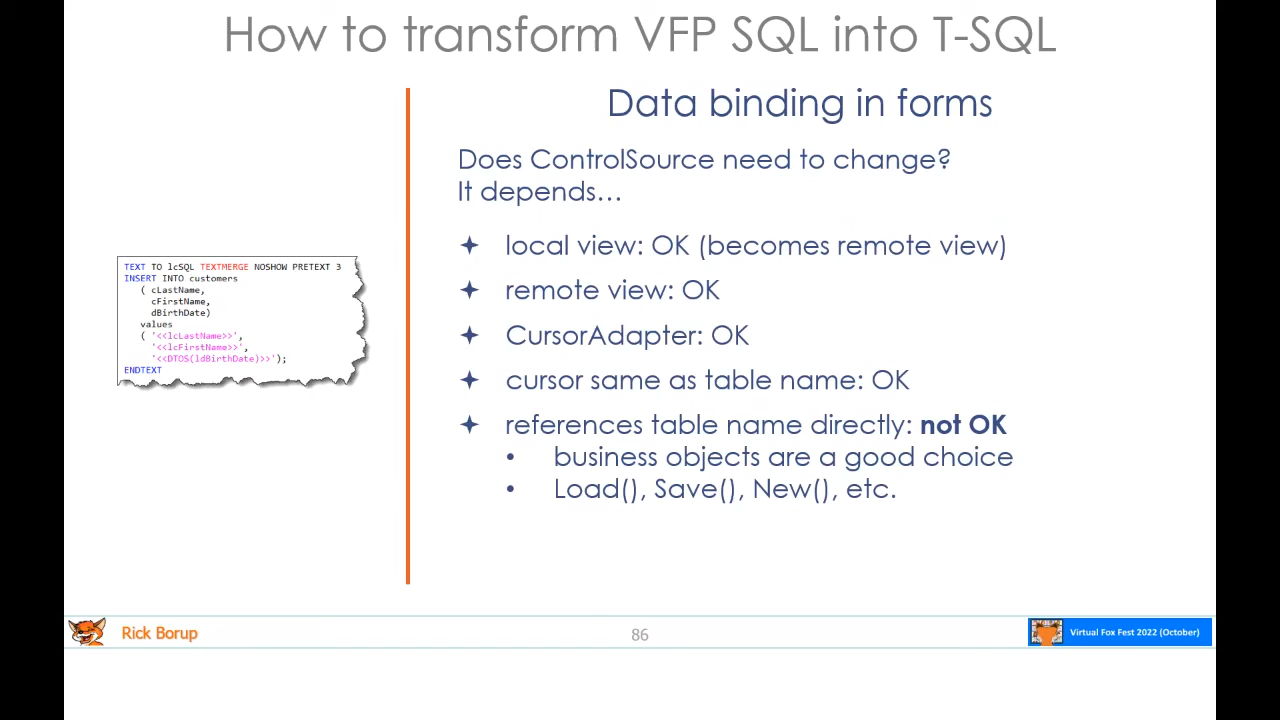 How to transform VFP SQL into T-SQL
Data binding in forms
Does ControlSource need to change?
It depends...
local view: OK (becomes remote view)
remote view: OK
CursorAdapter: OK
cursor same as table name: OK
references table name directly: not OK
• business objects are a good choice
• Load(), Save(), New(), etc.
TEXT TO lcSQL TEXTMERGE NOSHOW PRETEXT 3
INSERT INTO customers
( cLastName,
cFirstName,
dBirthDate)
values
( '<<lcLastName>>',
'<<lcFirstName>>',
'<<DTOS(ldBirthDate)>>');
ENDTEXT
Rick Borup
86
Virtual Fox Fest 2022 (October)